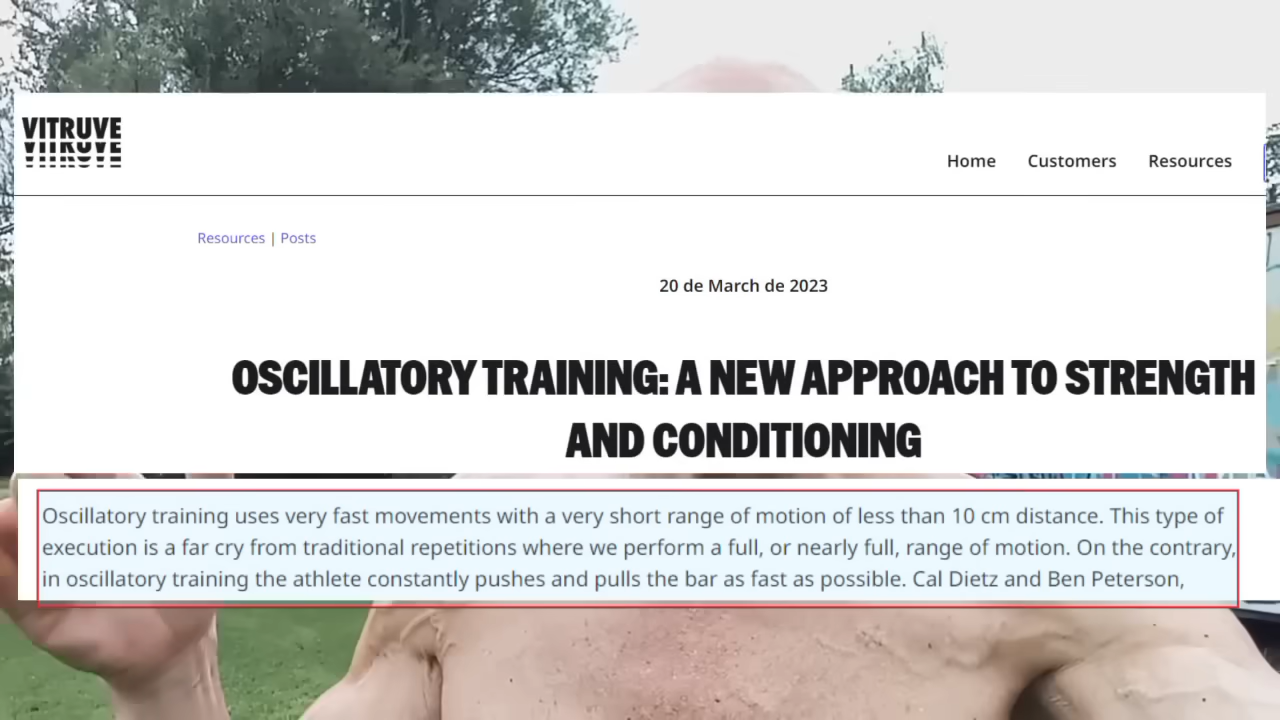 VITRUVE
Home Customers Resources
Resources | Posts
20 de March de 2023
OSCILLATORY TRAINING: A NEW APPROACH TO STRENGTH
AND CONDITIONING
Oscillatory training uses very fast movements with a very short range of motion of less than 10 cm distance. This type of
execution is a far cry from traditional repetitions where we perform a full, or nearly full, range of motion. On the contrary,
in oscillatory training the athlete constantly pushes and pulls the bar as fast as possible. Cal Dietz and Ben Peterson,